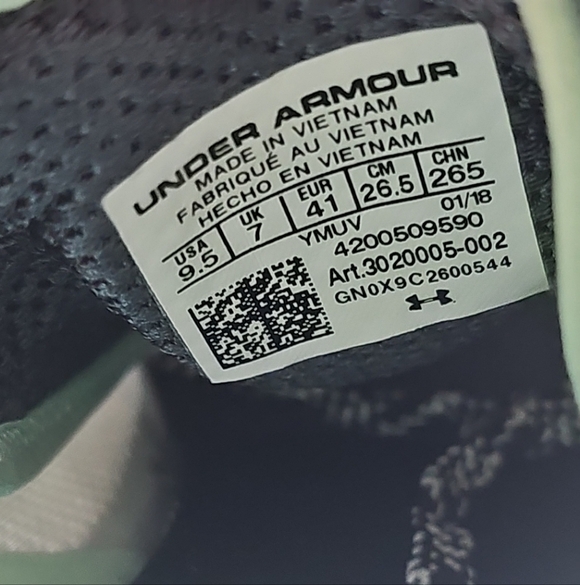 UNDER ARMOUR
MADE IN VIETNAM
FABRIQUÉ AU VIETNAM
HECHO EN VIETNAM
USA UK EUR CM CHN
9.5 7 41 26.5 265
YMUV 01/18
4200509590
Art.3020005-002
GN0X9C2600544